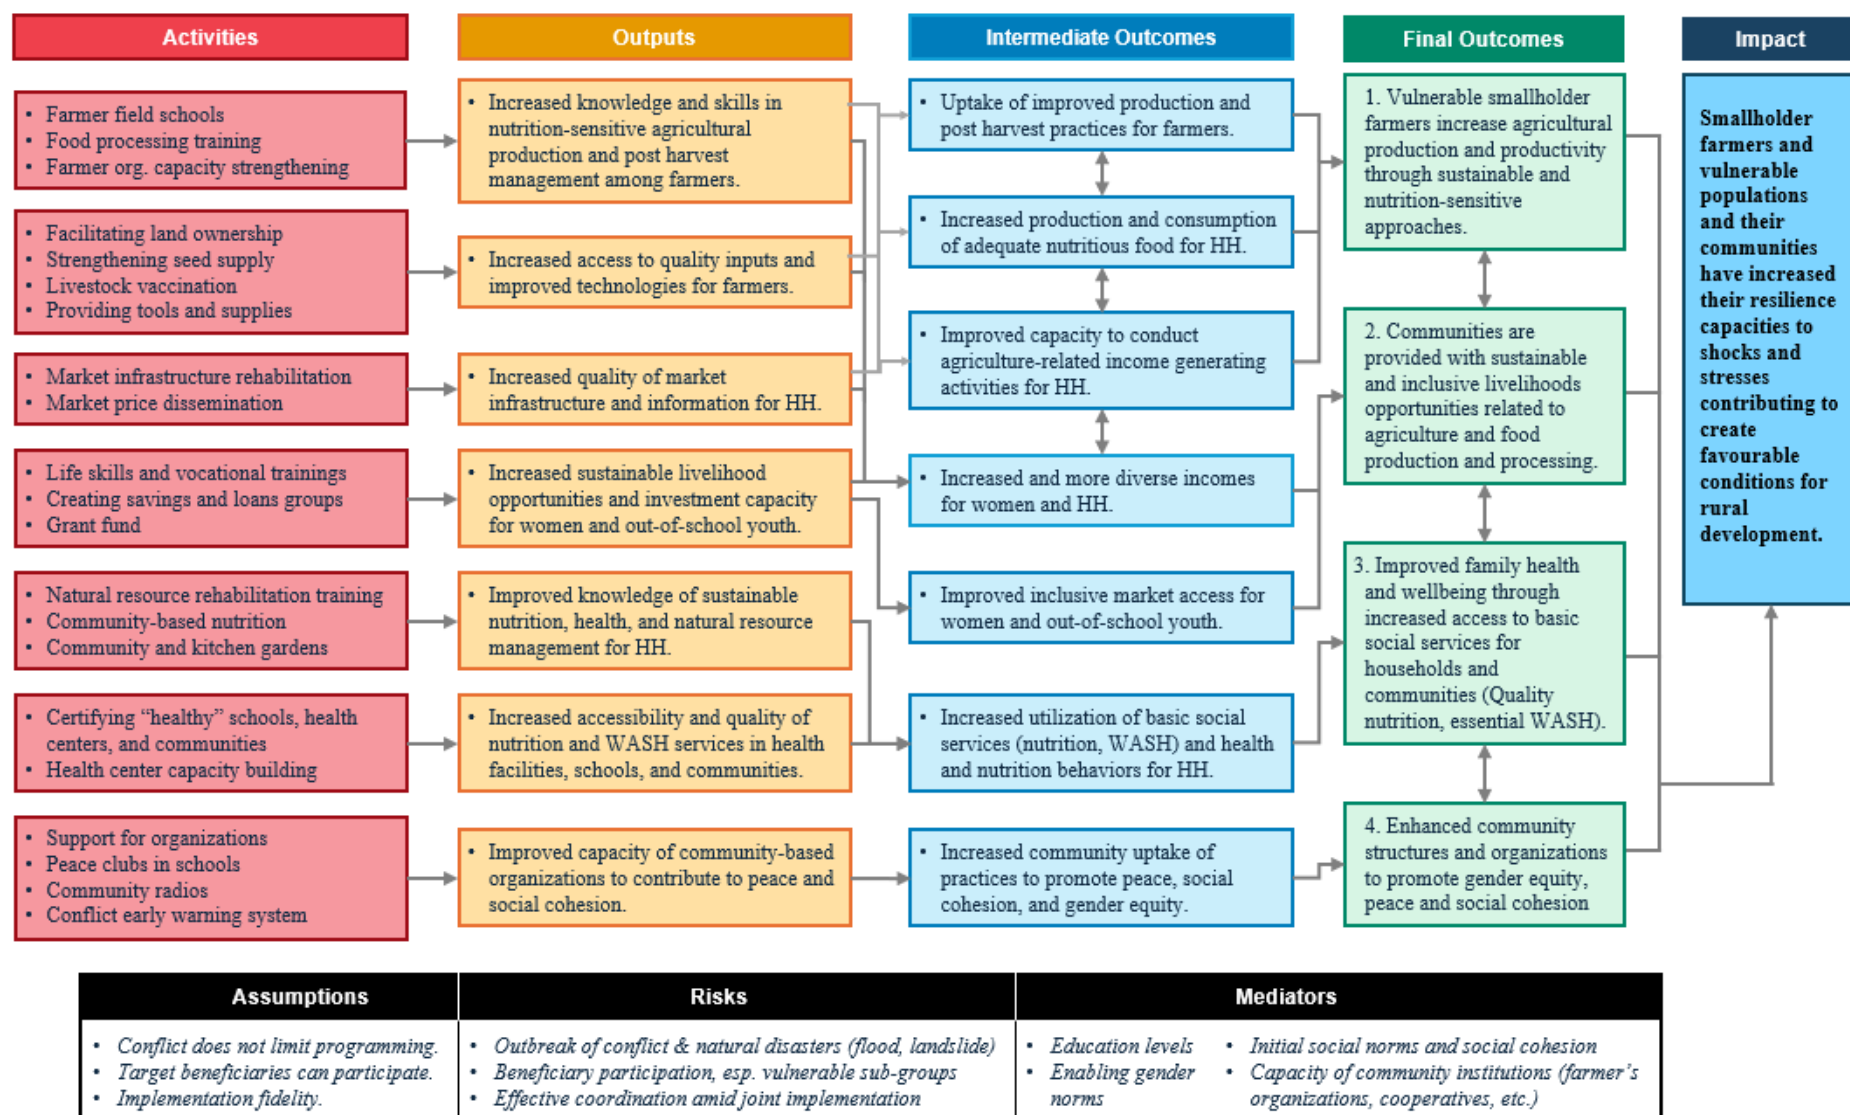 Activities
• Farmer field schools
• Food processing training
• Farmer org. capacity strengthening
• Facilitating land ownership
• Strengthening seed supply
• Livestock vaccination
• Providing tools and supplies
• Market infrastructure rehabilitation
• Market price dissemination
• Life skills and vocational trainings
• Creating savings and loans groups
• Grant fund
• Natural resource rehabilitation training
• Community-based nutrition
• Community and kitchen gardens
• Certifying “healthy” schools, health
centers, and communities
• Health center capacity building
• Support for organizations
• Peace clubs in schools
• Community radios
• Conflict early warning system
Outputs
• Increased knowledge and skills in
nutrition-sensitive agricultural
production and post harvest
management among farmers.
• Increased access to quality inputs and
improved technologies for farmers.
• Increased quality of market
infrastructure and information for HH.
• Increased sustainable livelihood
opportunities and investment capacity
for women and out-of-school youth.
• Improved knowledge of sustainable
nutrition, health, and natural resource
management for HH.
• Increased accessibility and quality of
nutrition and WASH services in health
facilities, schools, and communities.
• Improved capacity of community-based
organizations to contribute to peace and
social cohesion.
Intermediate Outcomes
• Uptake of improved production and
post harvest practices for farmers.
• Increased production and consumption
of adequate nutritious food for HH.
• Improved capacity to conduct
agriculture-related income generating
activities for HH.
• Increased and more diverse incomes
for women and HH.
• Improved inclusive market access for
women and out-of-school youth.
• Increased utilization of basic social
services (nutrition, WASH) and health
and nutrition behaviors for HH.
• Increased community uptake of
practices to promote peace, social
cohesion, and gender equity.
Final Outcomes
1. Vulnerable smallholder
farmers increase agricultural
production and productivity
through sustainable and
nutrition-sensitive
approaches.
2. Communities are
provided with sustainable
and inclusive livelihoods
opportunities related to
agriculture and food
production and processing.
3. Improved family health
and wellbeing through
increased access to basic
social services for
households and
communities (Quality
nutrition, essential WASH).
4. Enhanced community
structures and organizations
to promote gender equity,
peace and social cohesion
Impact
Smallholder
farmers and
vulnerable
populations
and their
communities
have increased
their resilience
capacities to
shocks and
stresses
contributing to
create
favourable
conditions for
rural
development.
Assumptions
• Conflict does not limit programming.
• Target beneficiaries can participate.
• Implementation fidelity.
Risks
• Outbreak of conflict & natural disasters (flood, landslide)
• Beneficiary participation, esp. vulnerable sub-groups
• Effective coordination amid joint implementation
Mediators
• Education levels
• Enabling gender
norms
• Initial social norms and social cohesion
• Capacity of community institutions (farmer’s
organizations, cooperatives, etc.)